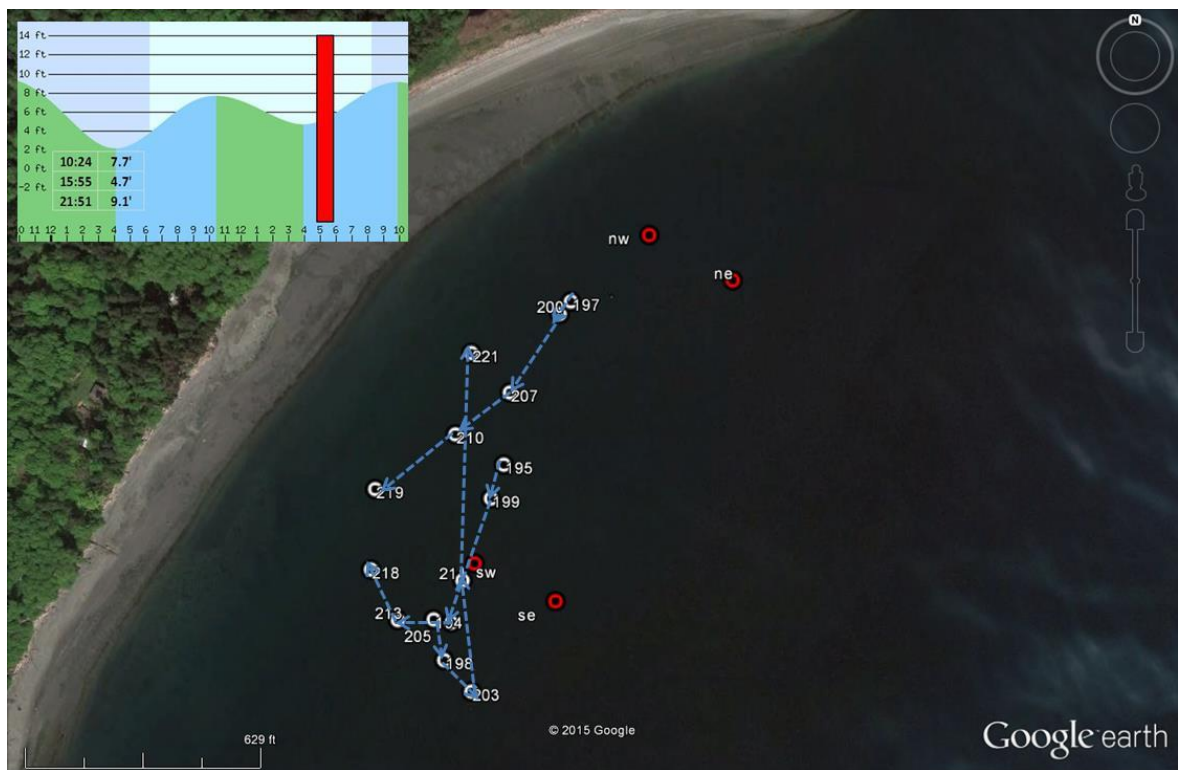 14 ft
12 ft
10 ft
8 ft
6 ft
4 ft
2 ft
0 ft
-2 ft
10:24 7.7'
15:55 4.7'
21:51 9.1'
0 11 12 1 2 3 4 5 6 7 8 9 10 11 12 1 2 3 4 5 6 7 8 9 10
N
nw
ne
200 197
221
207
210
195
219
199
sw
218
21
213
se
205
194
198
203
© 2015 Google
629 ft
Google earth